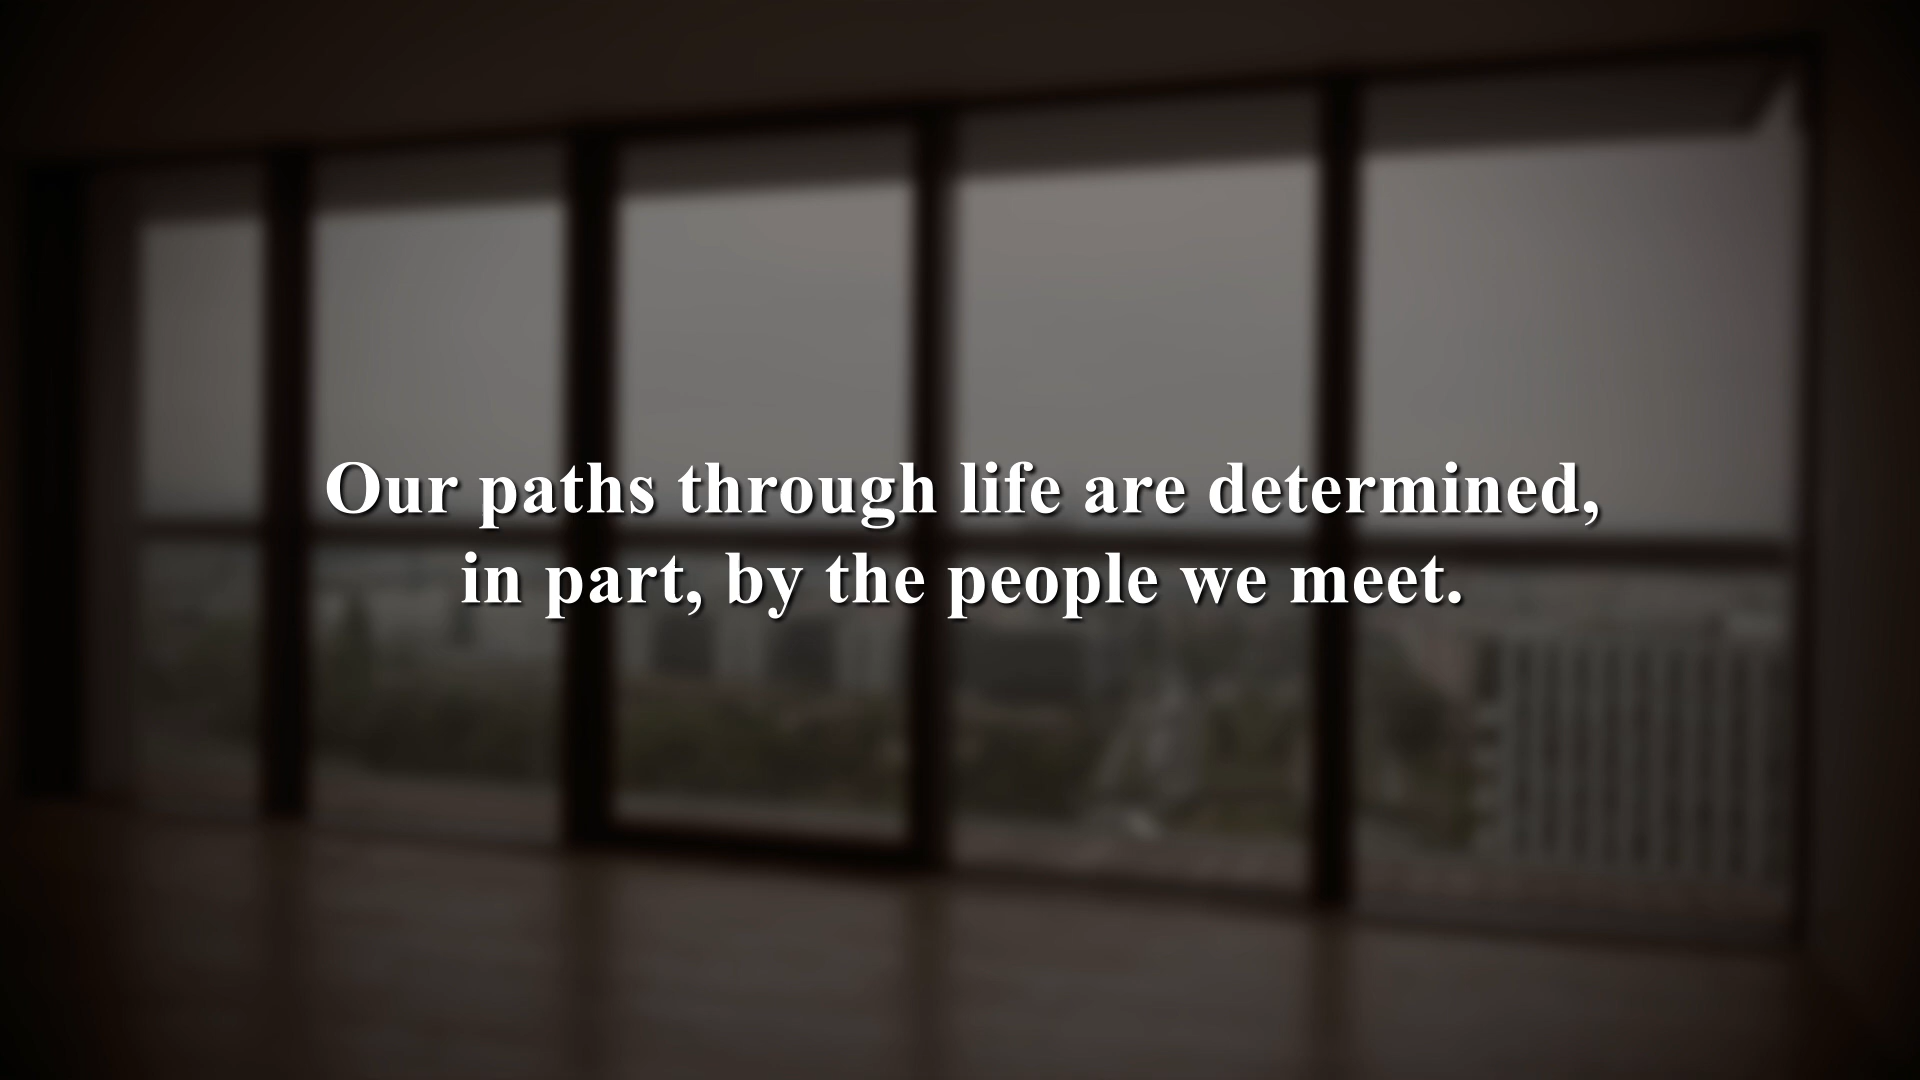 Our paths through life are determined,
in part, by the people we meet.